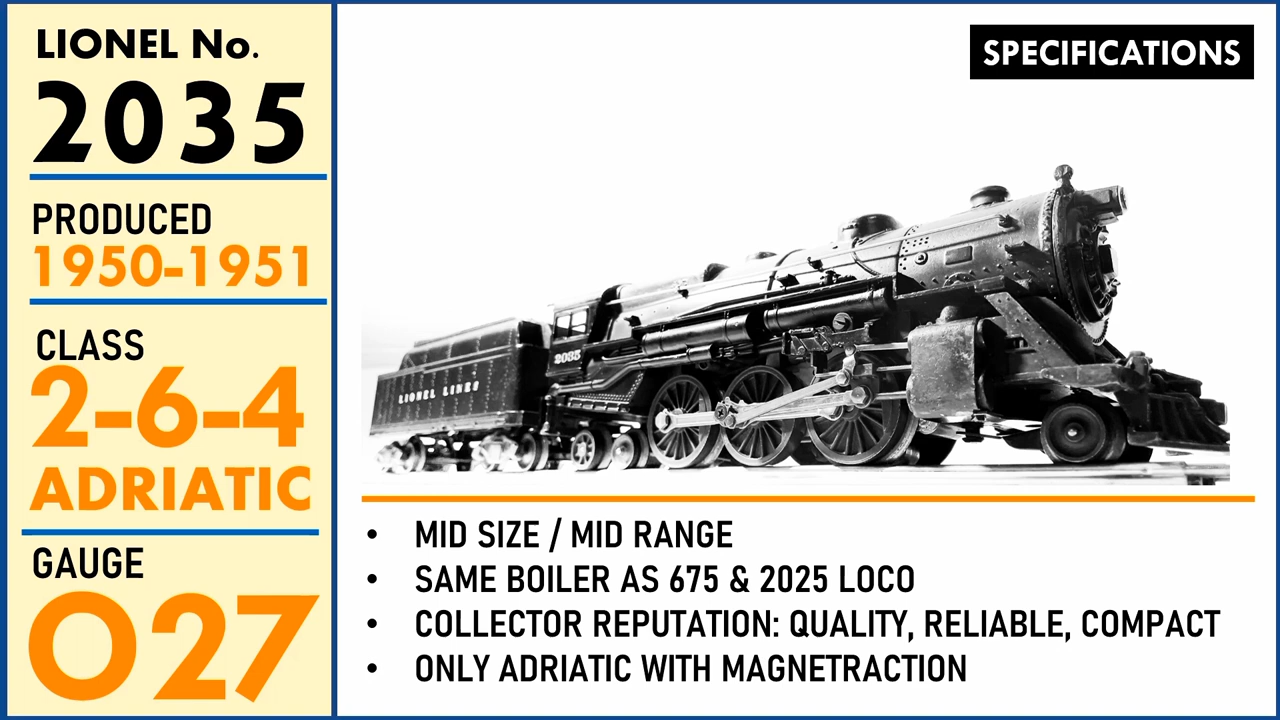 LIONEL No.
2035
PRODUCED
1950-1951
CLASS
2-6-4
ADRIATIC
GAUGE
O27
SPECIFICATIONS
2035
LIONEL LINES
• MID SIZE / MID RANGE
• SAME BOILER AS 675 & 2025 LOCO
• COLLECTOR REPUTATION: QUALITY, RELIABLE, COMPACT
• ONLY ADRIATIC WITH MAGNETRACTION